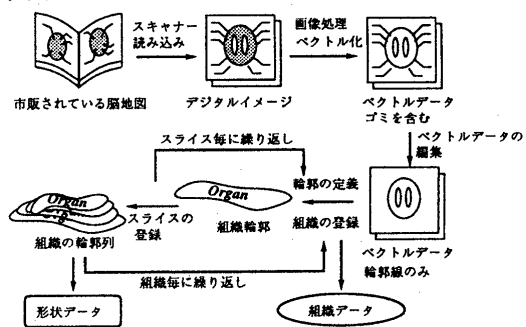 スキャナー
読み込み
画像処理
ベクトル化
市販されている脳地図
デジタルイメージ
ベクトルデータ
ゴミを含む
ベクトルデータの
編集
スライス毎に繰り返し
輪郭の定義
Organ
Organ
スライスの
登録
組織輪郭
組織の登録
組織の輪郭列
ベクトルデータ
輪郭線のみ
組織毎に繰り返し
形状データ
組織データ